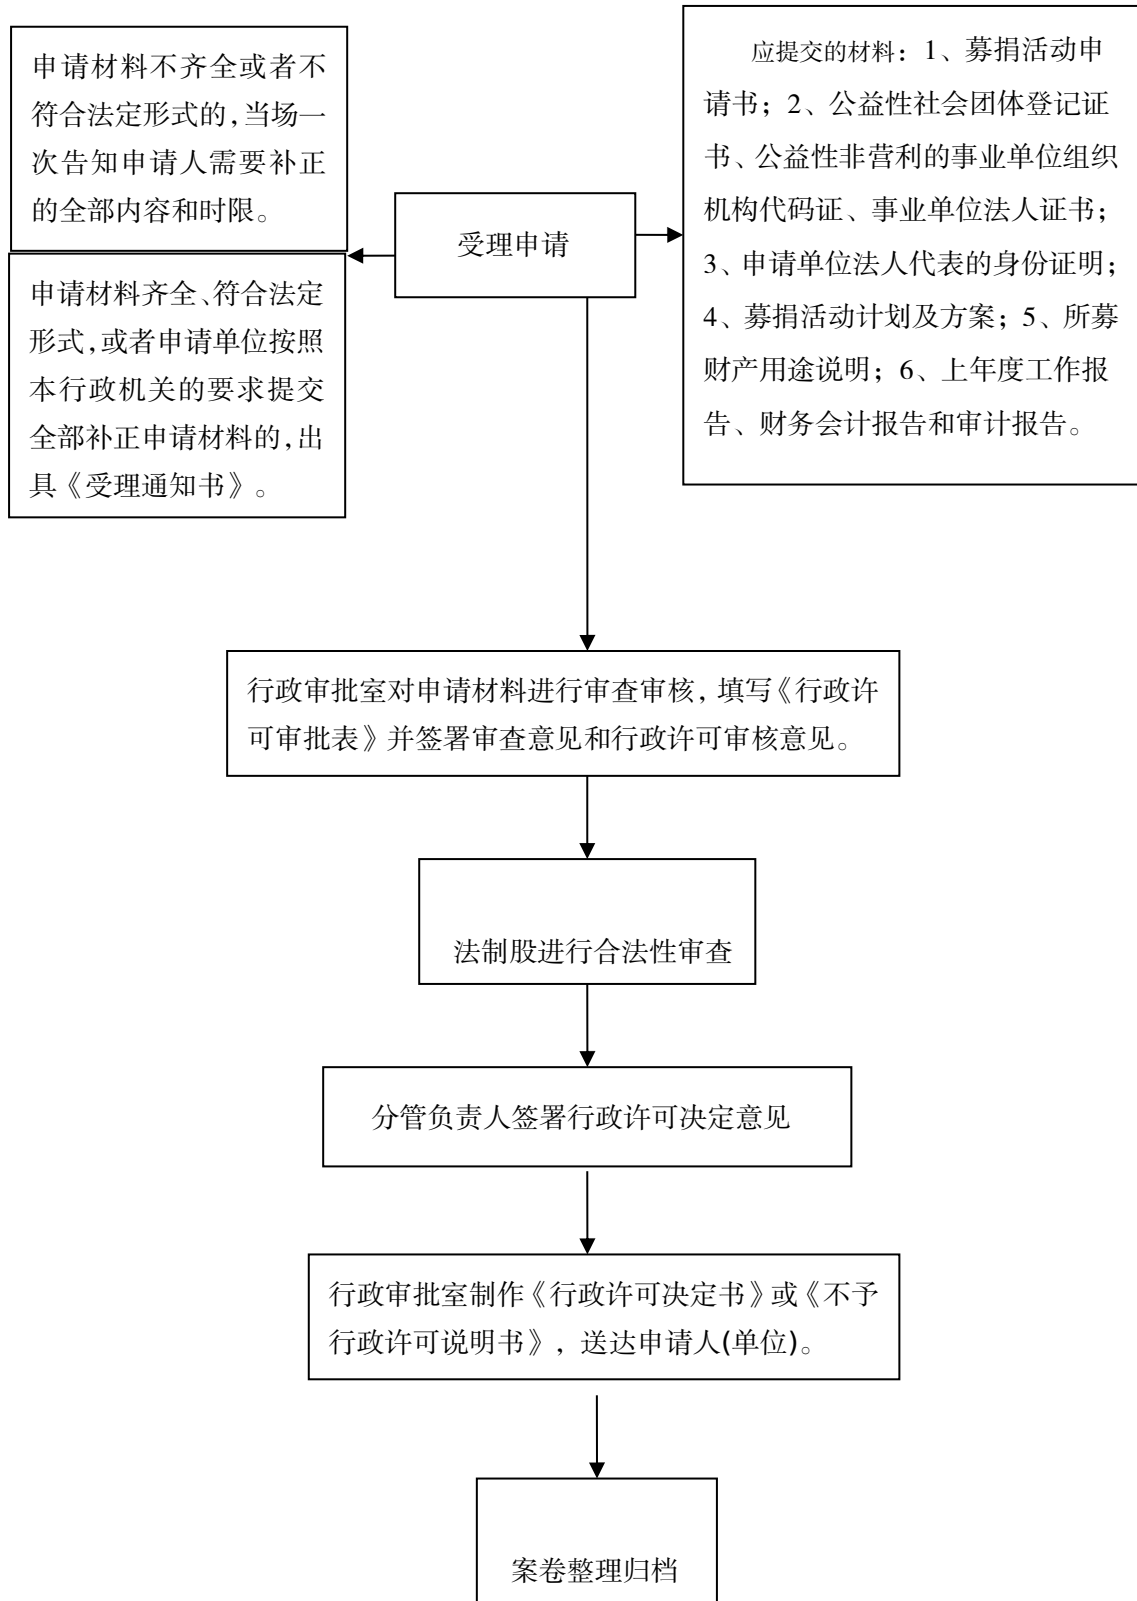 申请材料不齐全或者不
符合法定形式的，当场一
次告知申请人需要补正
的全部内容和时限。
申请材料齐全、符合法定
形式，或者申请单位按照
本行政机关的要求提交
全部补正申请材料的，出
具《受理通知书》。
受理申请
应提交的材料：1、募捐活动申
请书；2、公益性社会团体登记证
书、公益性非营利的事业单位组织
机构代码证、事业单位法人证书；
3、申请单位法人代表的身份证明；
4、募捐活动计划及方案；5、所募
财产用途说明；6、上年度工作报
告、财务会计报告和审计报告。
行政审批室对申请材料进行审查审核，填写《行政许
可审批表》并签署审查意见和行政许可审核意见。
法制股进行合法性审查
分管负责人签署行政许可决定意见
行政审批室制作《行政许可决定书》或《不予
行政许可说明书》，送达申请人(单位)。
案卷整理归档